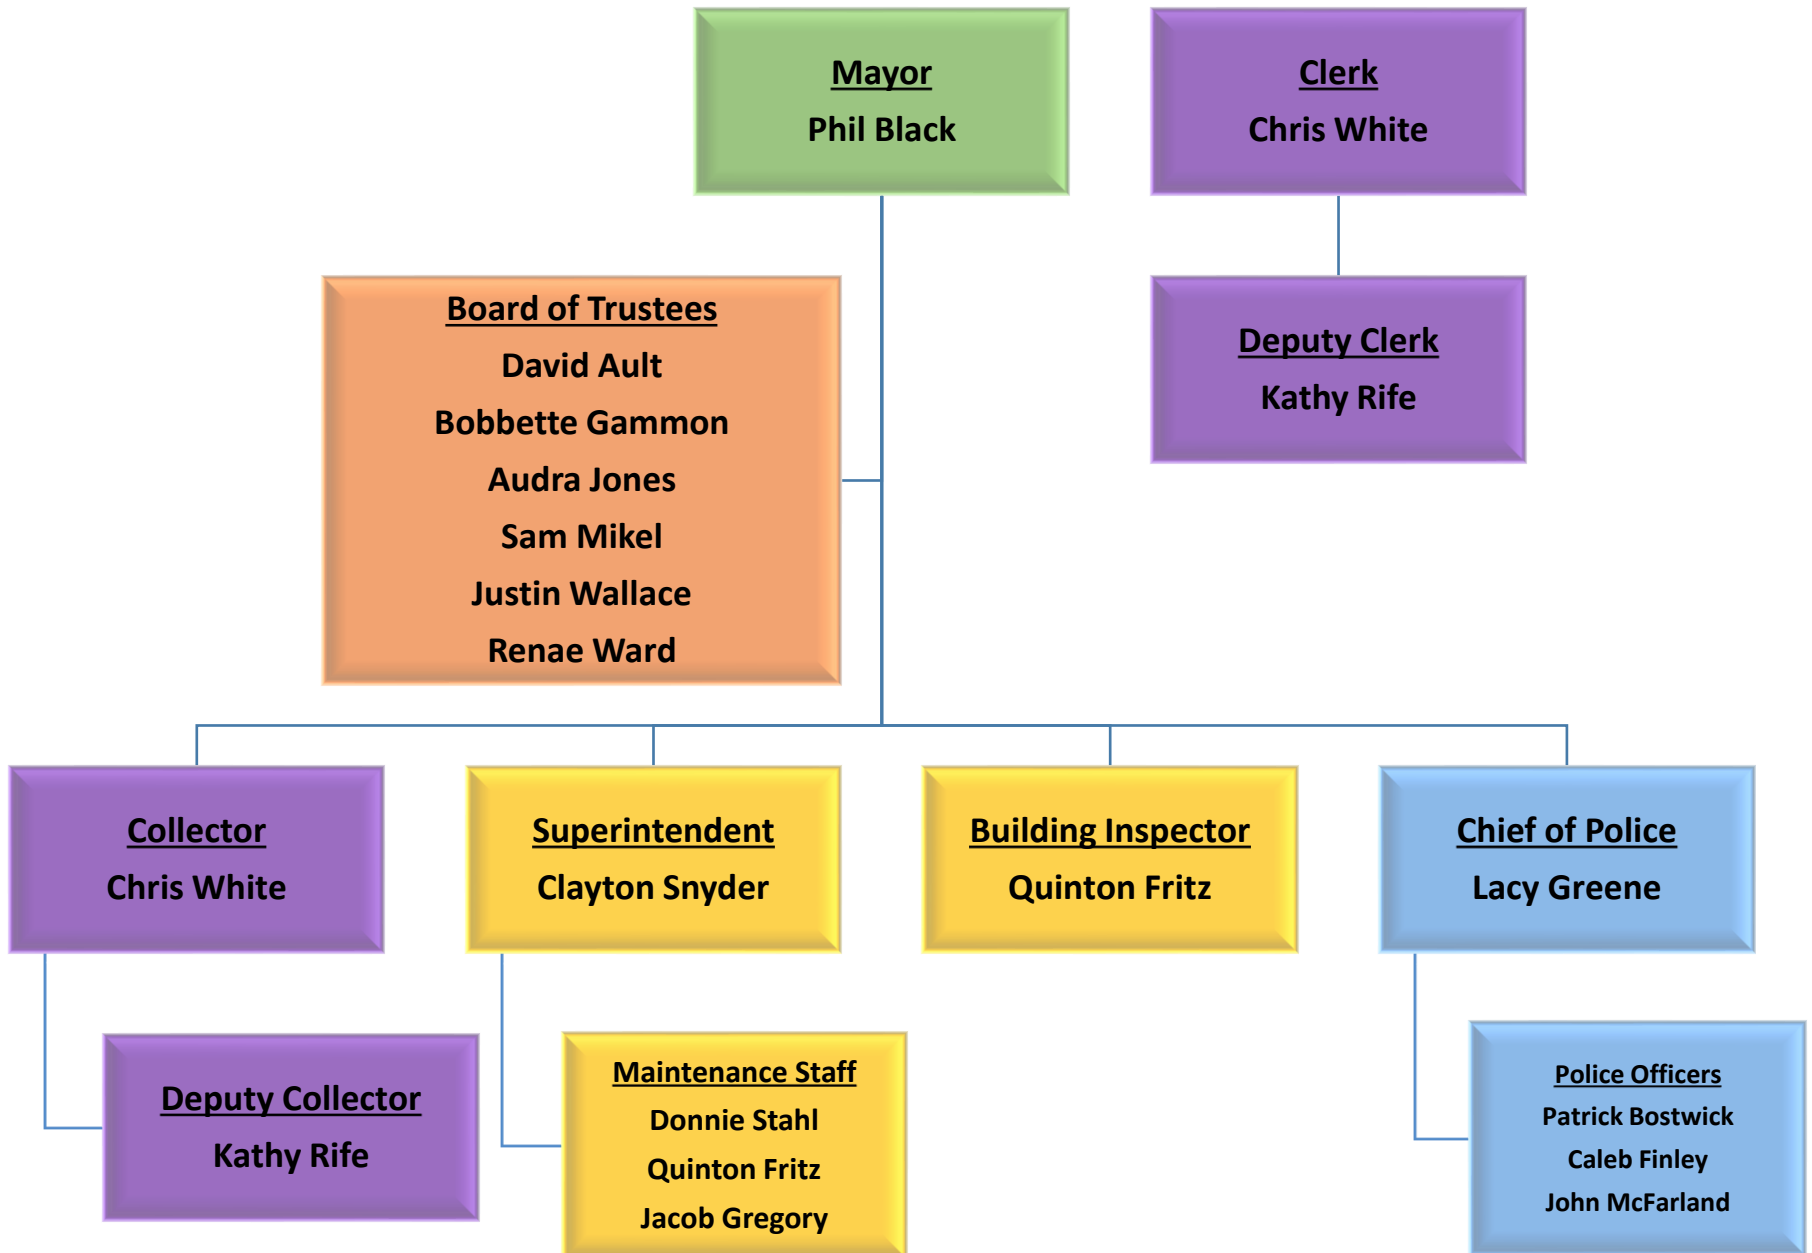 Mayor
Phil Black
Clerk
Chris White
Board of Trustees
David Ault
Bobbette Gammon
Audra Jones
Sam Mikel
Justin Wallace
Renae Ward
Deputy Clerk
Kathy Rife
Collector
Chris White
Superintendent
Clayton Snyder
Building Inspector
Quinton Fritz
Chief of Police
Lacy Greene
Deputy Collector
Kathy Rife
Maintenance Staff
Donnie Stahl
Quinton Fritz
Jacob Gregory
Police Officers
Patrick Bostwick
Caleb Finley
John McFarland